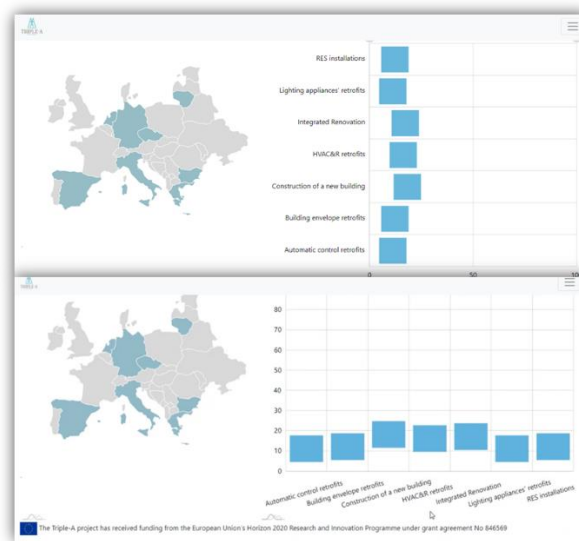 TRIPLE-A
RES installations
Lighting appliances' retrofits
Integrated Renovation
HVAC&R retrofits
Construction of a new building
Building envelope retrofits
Automatic control retrofits
0
50
100
TRIPLE-A
80
70
60
50
40
30
20
10
0
Automatic control retrofits
Building envelope retrofits
Construction of a new building
HVAC&R retrofits
Integrated Renovation
Lighting appliances' retrofits
RES installations
The Triple-A project has received funding from the European Union's Horizon 2020 Research and Innovation Programme under grant agreement No 846569